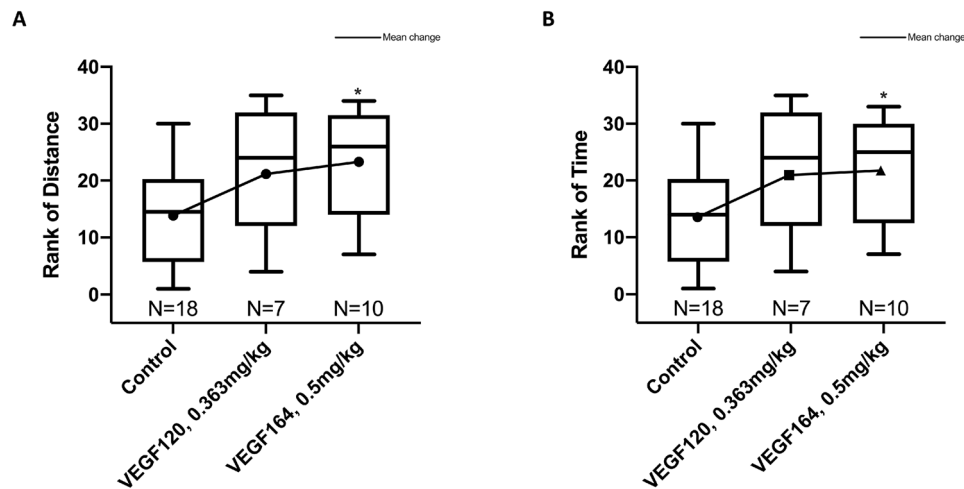 A
Mean change
Rank of Distance
40
30
20
10
0
*
N=18
N=7
N=10
Control
VEGF120, 0.363mg/kg
VEGF164, 0.5mg/kg
B
Mean change
Rank of Time
40
30
20
10
0
*
N=18
N=7
N=10
Control
VEGF120, 0.363mg/kg
VEGF164, 0.5mg/kg